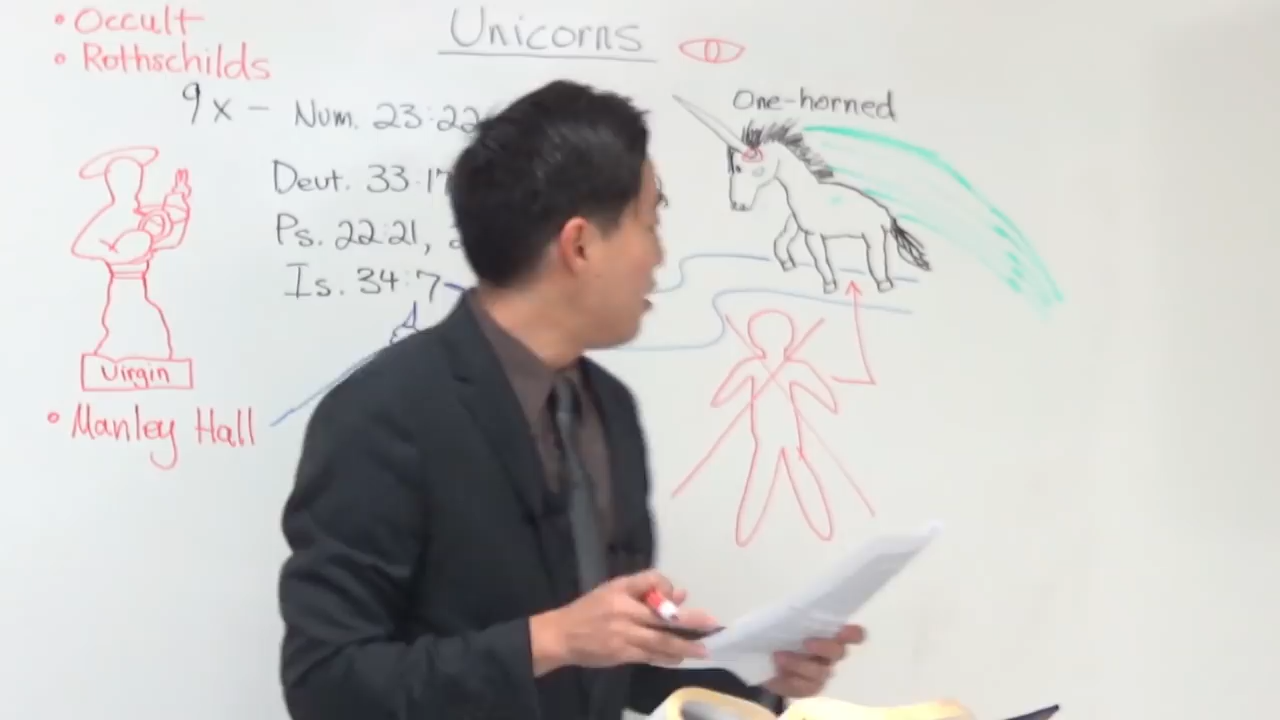 Unicorns
• Occult
• Rothschilds
9x - Num. 23:22
Deut. 33:17
Ps. 22:21,
Is. 34:7
One-horned
Virgin
• Manley Hall